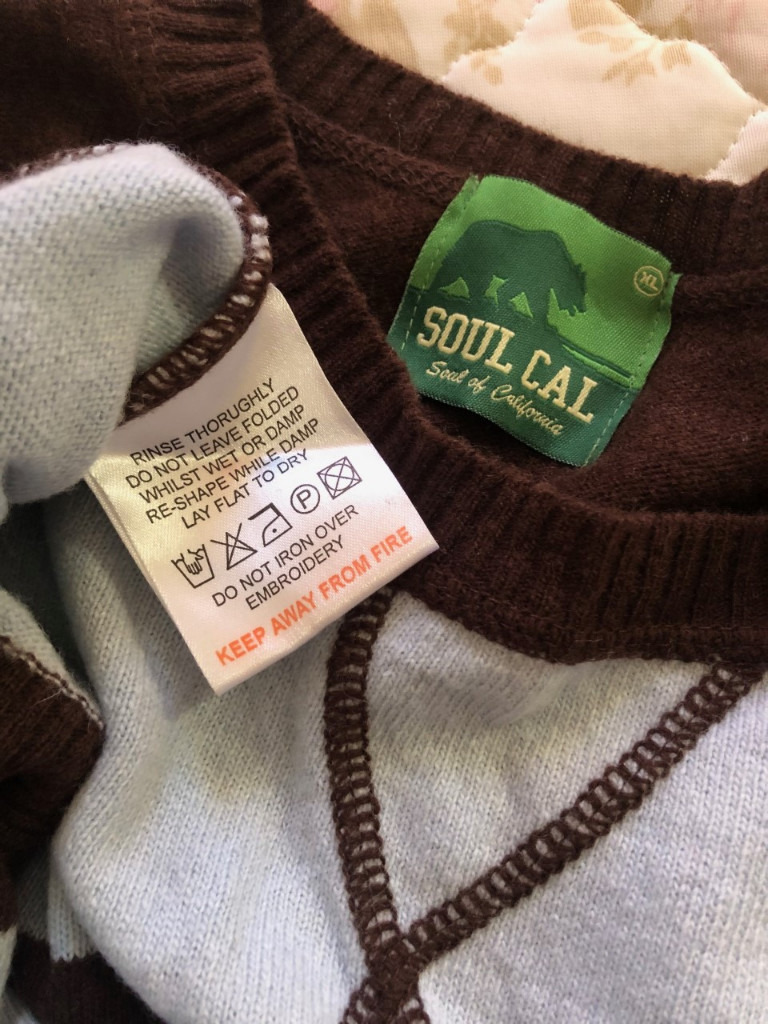 RINSE THORUGHLY
DO NOT LEAVE FOLDED
WHILST WET OR DAMP
RE-SHAPE WHILE DAMP
LAY FLAT TO DRY
P
DO NOT IRON OVER
EMBROIDERY
KEEP AWAY FROM FIRE
XL
SOUL CAL
Soul of California